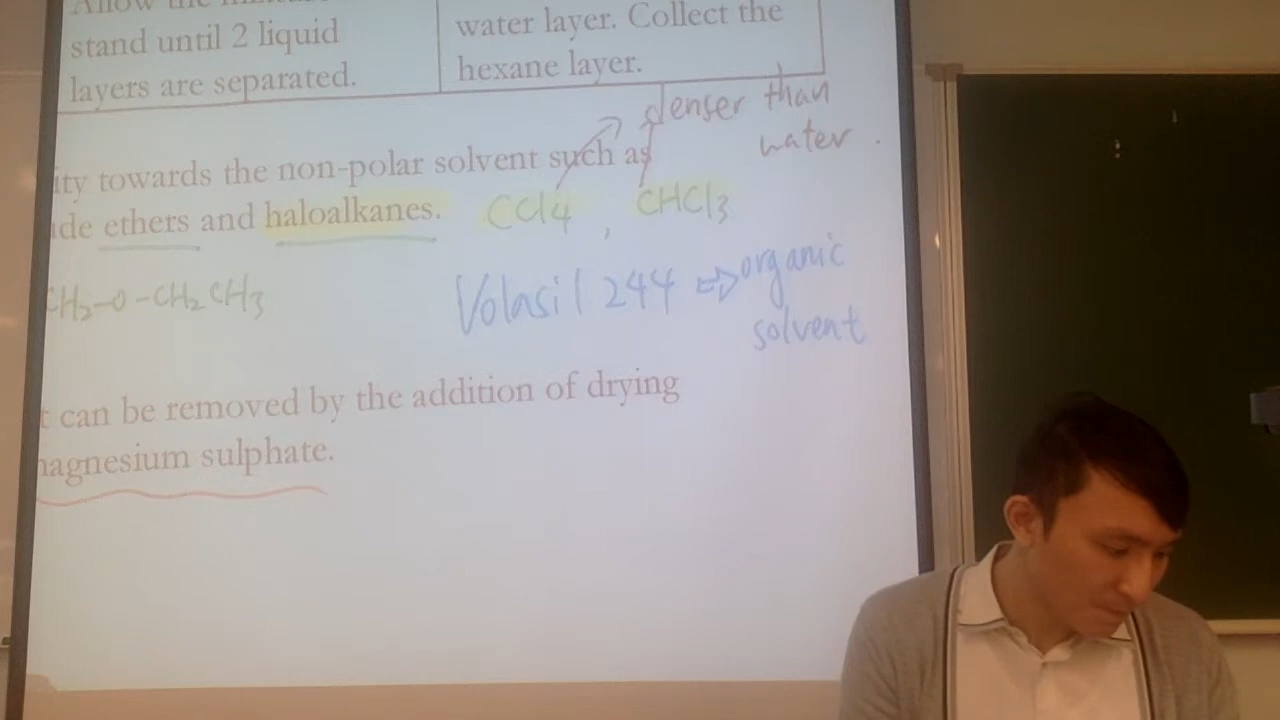 stand until 2 liquid
layers are separated.
water layer. Collect the
hexane layer.
denser than
water.
ity towards the non-polar solvent such as
ethers and haloalkanes. CCl4, CHCl3
CH2-O-CH2CH3
Volasil 244 ⇨ organic
solvent
can be removed by the addition of drying
magnesium sulphate.